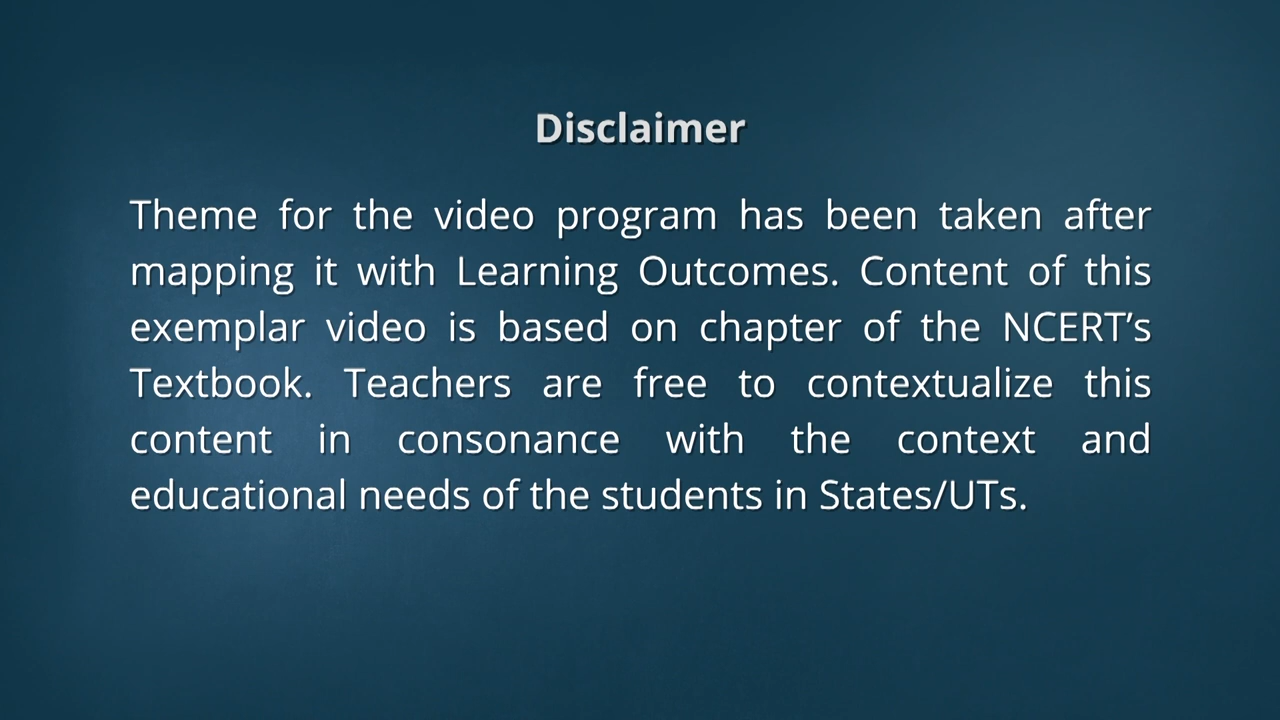 Disclaimer
Theme for the video program has been taken after
mapping it with Learning Outcomes. Content of this
exemplar video is based on chapter of the NCERT’s
Textbook. Teachers are free to contextualize this
content in consonance with the context and
educational needs of the students in States/UTs.